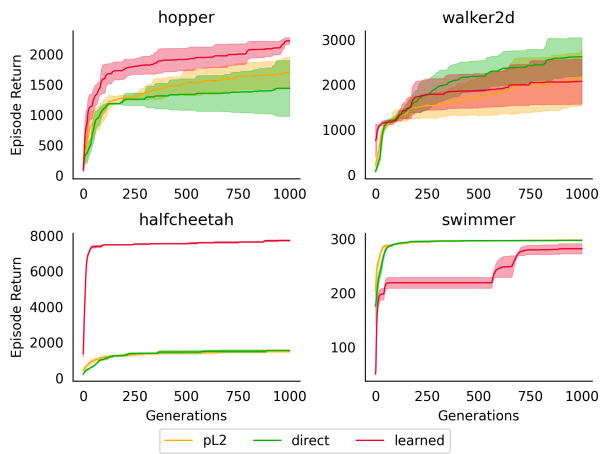 hopper
walker2d
Episode Return
2000
1500
1000
500
0
3000
2000
1000
0
0 250 500 750 1000
0 250 500 750 1000
halfcheetah
swimmer
Episode Return
8000
6000
4000
2000
0
300
200
100
0 250 500 750 1000
0 250 500 750 1000
Generations
Generations
pL2 direct learned